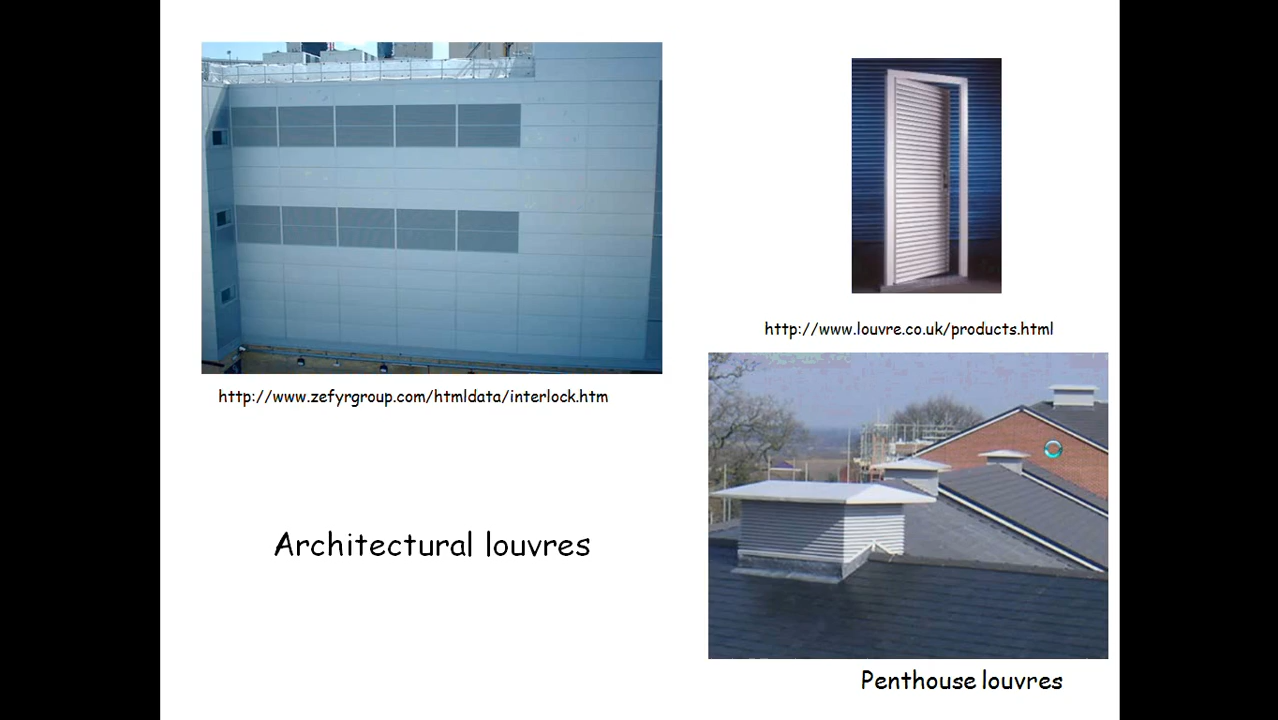 http://www.louvre.co.uk/products.html
http://www.zefyrgroup.com/htmldata/interlock.htm
Architectural louvres
Penthouse louvres